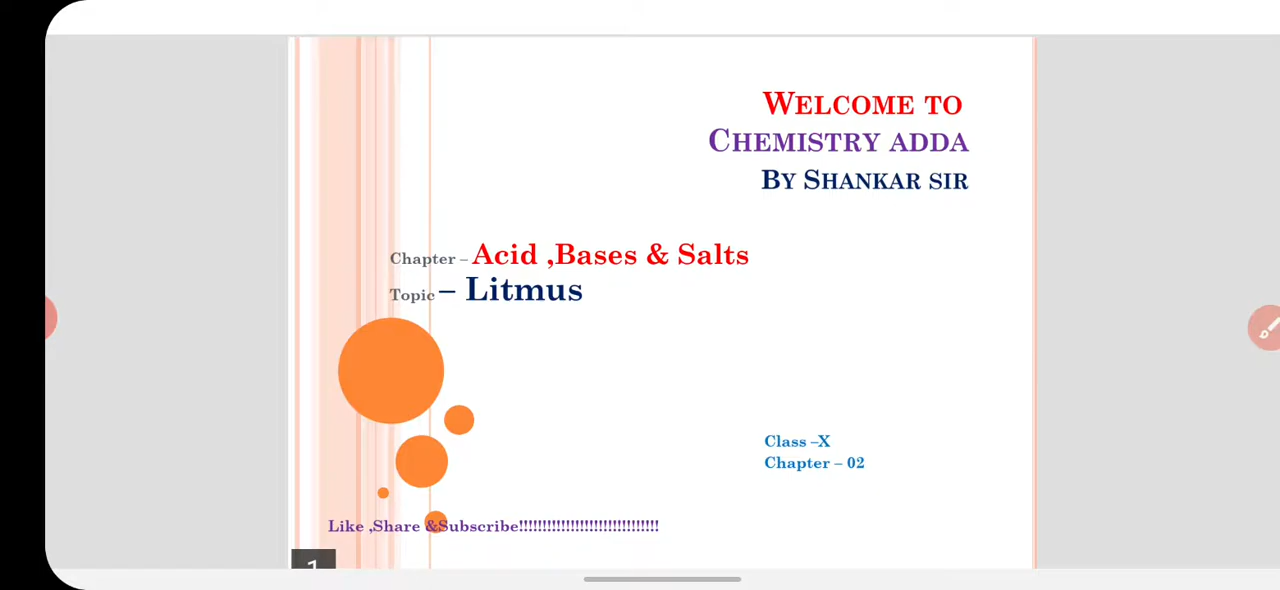 WELCOME TO
CHEMISTRY ADDA
BY SHANKAR SIR
Chapter – Acid ,Bases & Salts
Topic – Litmus
Class –X
Chapter – 02
Like ,Share &Subscribe!!!!!!!!!!!!!!!!!!!!!!!!!!!!!!
1